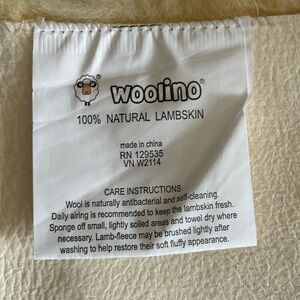 woolino®
100% NATURAL LAMBSKIN
made in china
RN 129535
VN W2114
CARE INSTRUCTIONS
Wool is naturally antibacterial and self-cleaning.
Daily airing is recommended to keep the lambskin fresh.
Sponge off small, lightly soiled areas and towel dry where
necessary. Lamb-fleece may be brushed lightly after
washing to help restore their soft fluffy appearance.